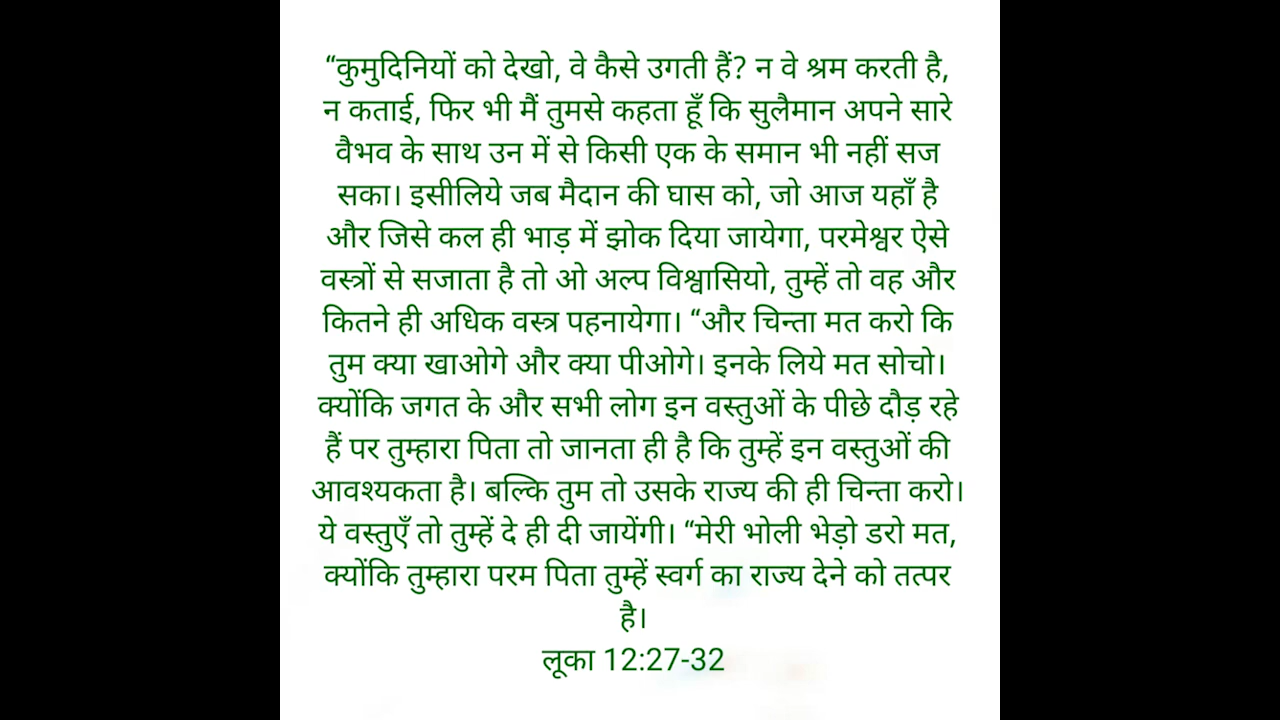 “कुमुदिनियों को देखो, वे कैसे उगती हैं? न वे श्रम करती है,
न कताई, फिर भी मैं तुमसे कहता हूँ कि सुलैमान अपने सारे
वैभव के साथ उन में से किसी एक के समान भी नहीं सज
सका। इसीलिये जब मैदान की घास को, जो आज यहाँ है
और जिसे कल ही भाड़ में झोक दिया जायेगा, परमेश्वर ऐसे
वस्त्रों से सजाता है तो ओ अल्प विश्वासियो, तुम्हें तो वह और
कितने ही अधिक वस्त्र पहनायेगा। “और चिन्ता मत करो कि
तुम क्या खाओगे और क्या पीओगे। इनके लिये मत सोचो।
क्योंकि जगत के और सभी लोग इन वस्तुओं के पीछे दौड़ रहे
हैं पर तुम्हारा पिता तो जानता ही है कि तुम्हें इन वस्तुओं की
आवश्यकता है। बल्कि तुम तो उसके राज्य की ही चिन्ता करो।
ये वस्तुएँ तो तुम्हें दे ही दी जायेंगी। “मेरी भोली भेड़ो डरो मत,
क्योंकि तुम्हारा परम पिता तुम्हें स्वर्ग का राज्य देने को तत्पर
है।
लूका 12:27-32